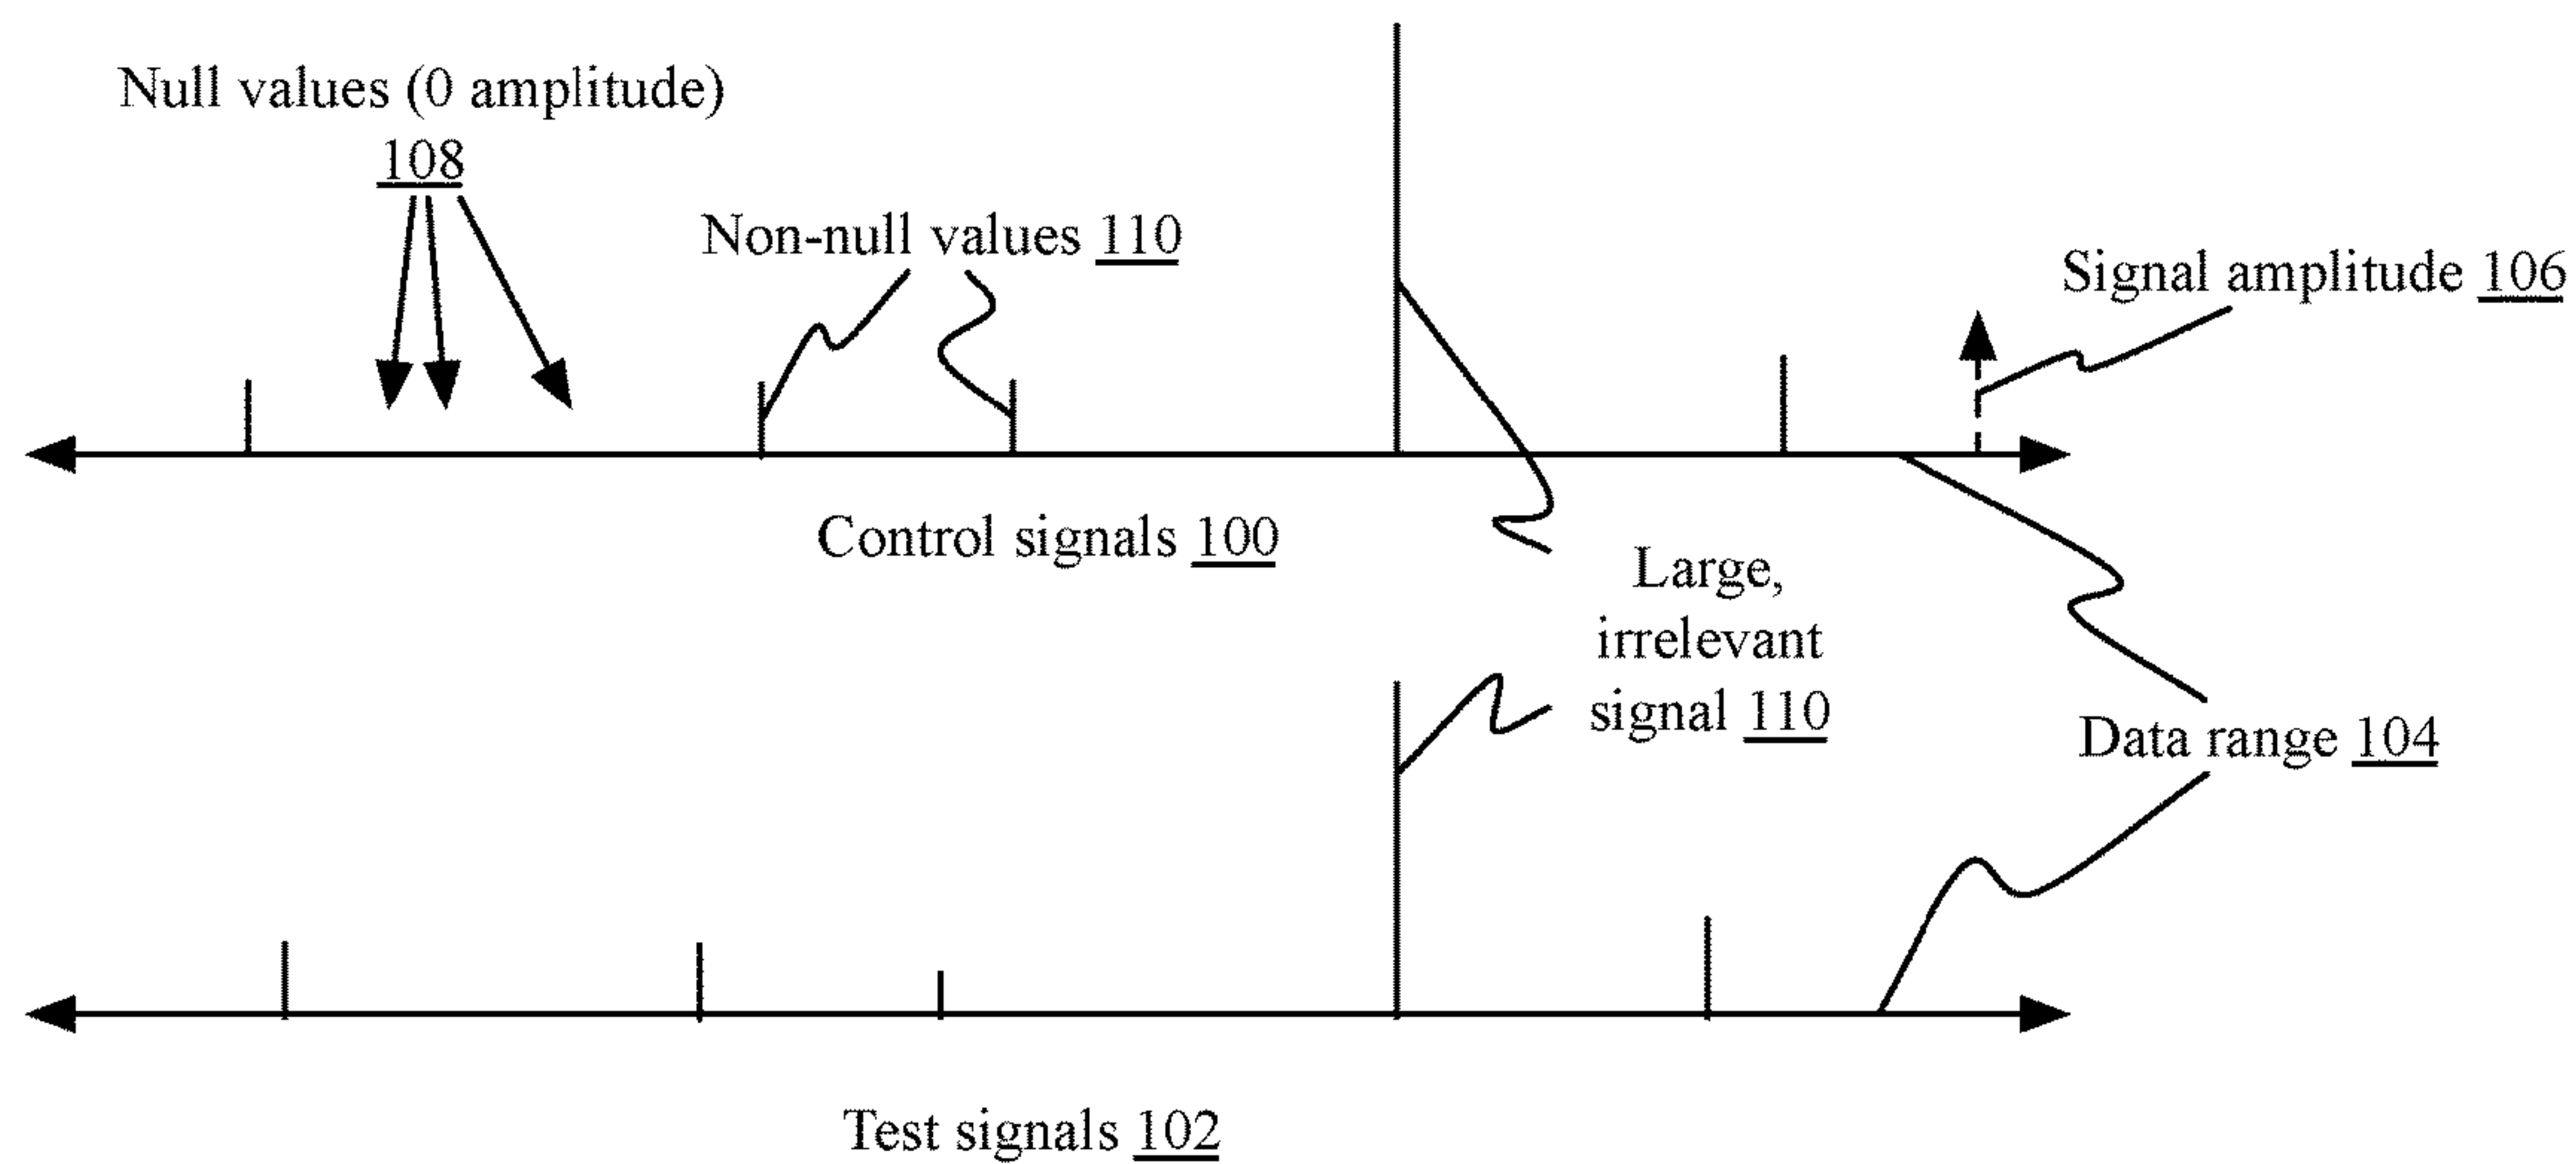 Null values (0 amplitude)
108
Non-null values 110
Signal amplitude 106
Control signals 100
Large,
irrelevant
signal 110
Data range 104
Test signals 102